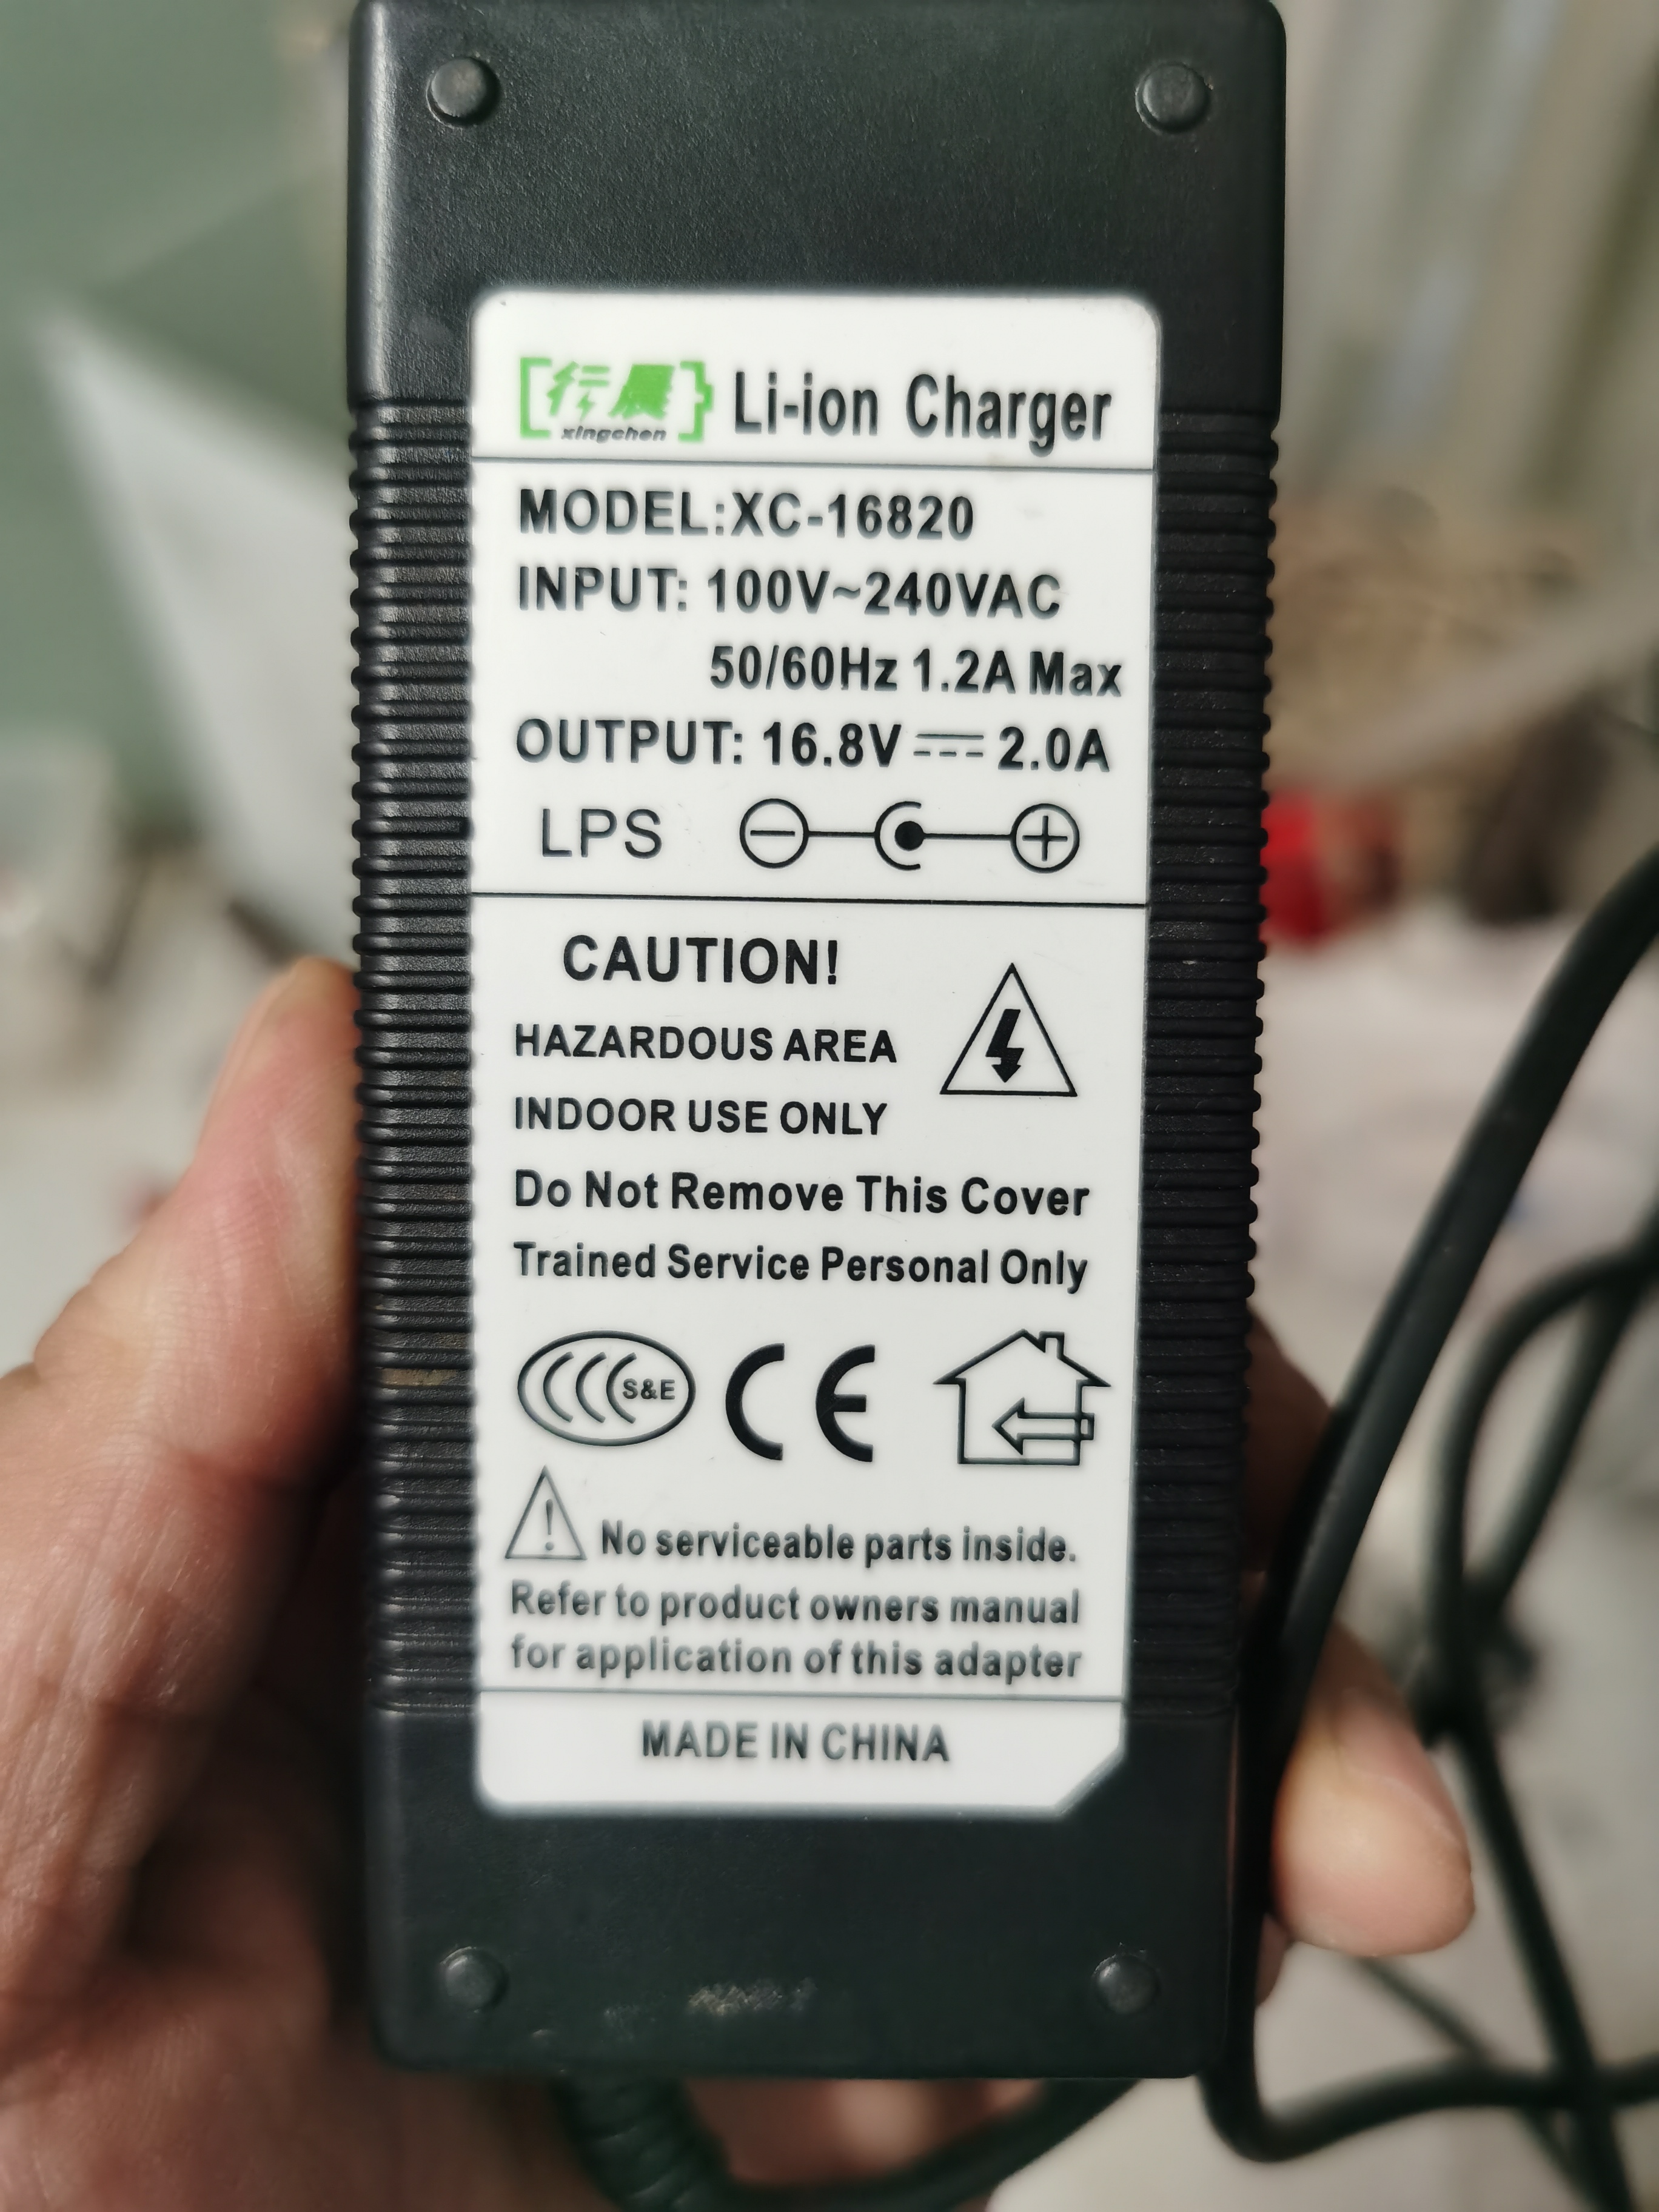 行晨 Li-ion Charger
xingchen
MODEL:XC-16820
INPUT: 100V~240VAC
50/60Hz 1.2A Max
OUTPUT: 16.8V⎓2.0A
LPS
CAUTION!
HAZARDOUS AREA
INDOOR USE ONLY
Do Not Remove This Cover
Trained Service Personal Only
CCC S&E CE
No serviceable parts inside.
Refer to product owners manual
for application of this adapter
MADE IN CHINA